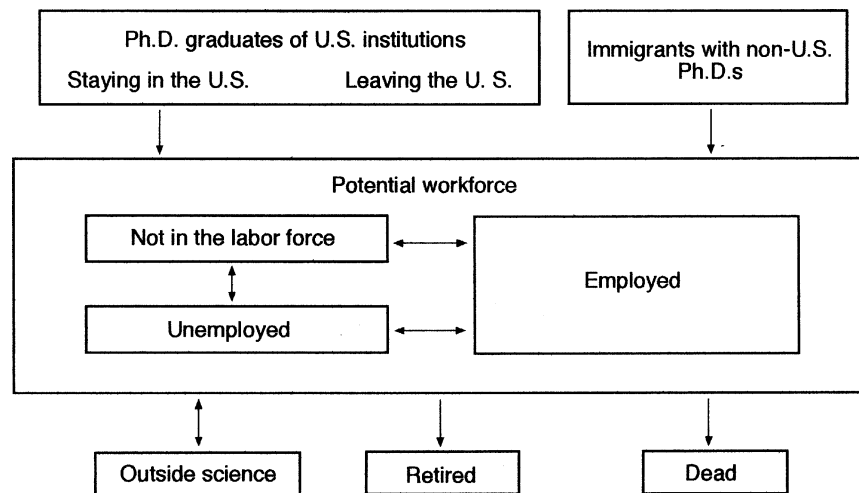 Ph.D. graduates of U.S. institutions
Staying in the U.S. Leaving the U. S.
Immigrants with non-U.S.
Ph.D.s
Potential workforce
Not in the labor force
Employed
Unemployed
Outside science
Retired
Dead